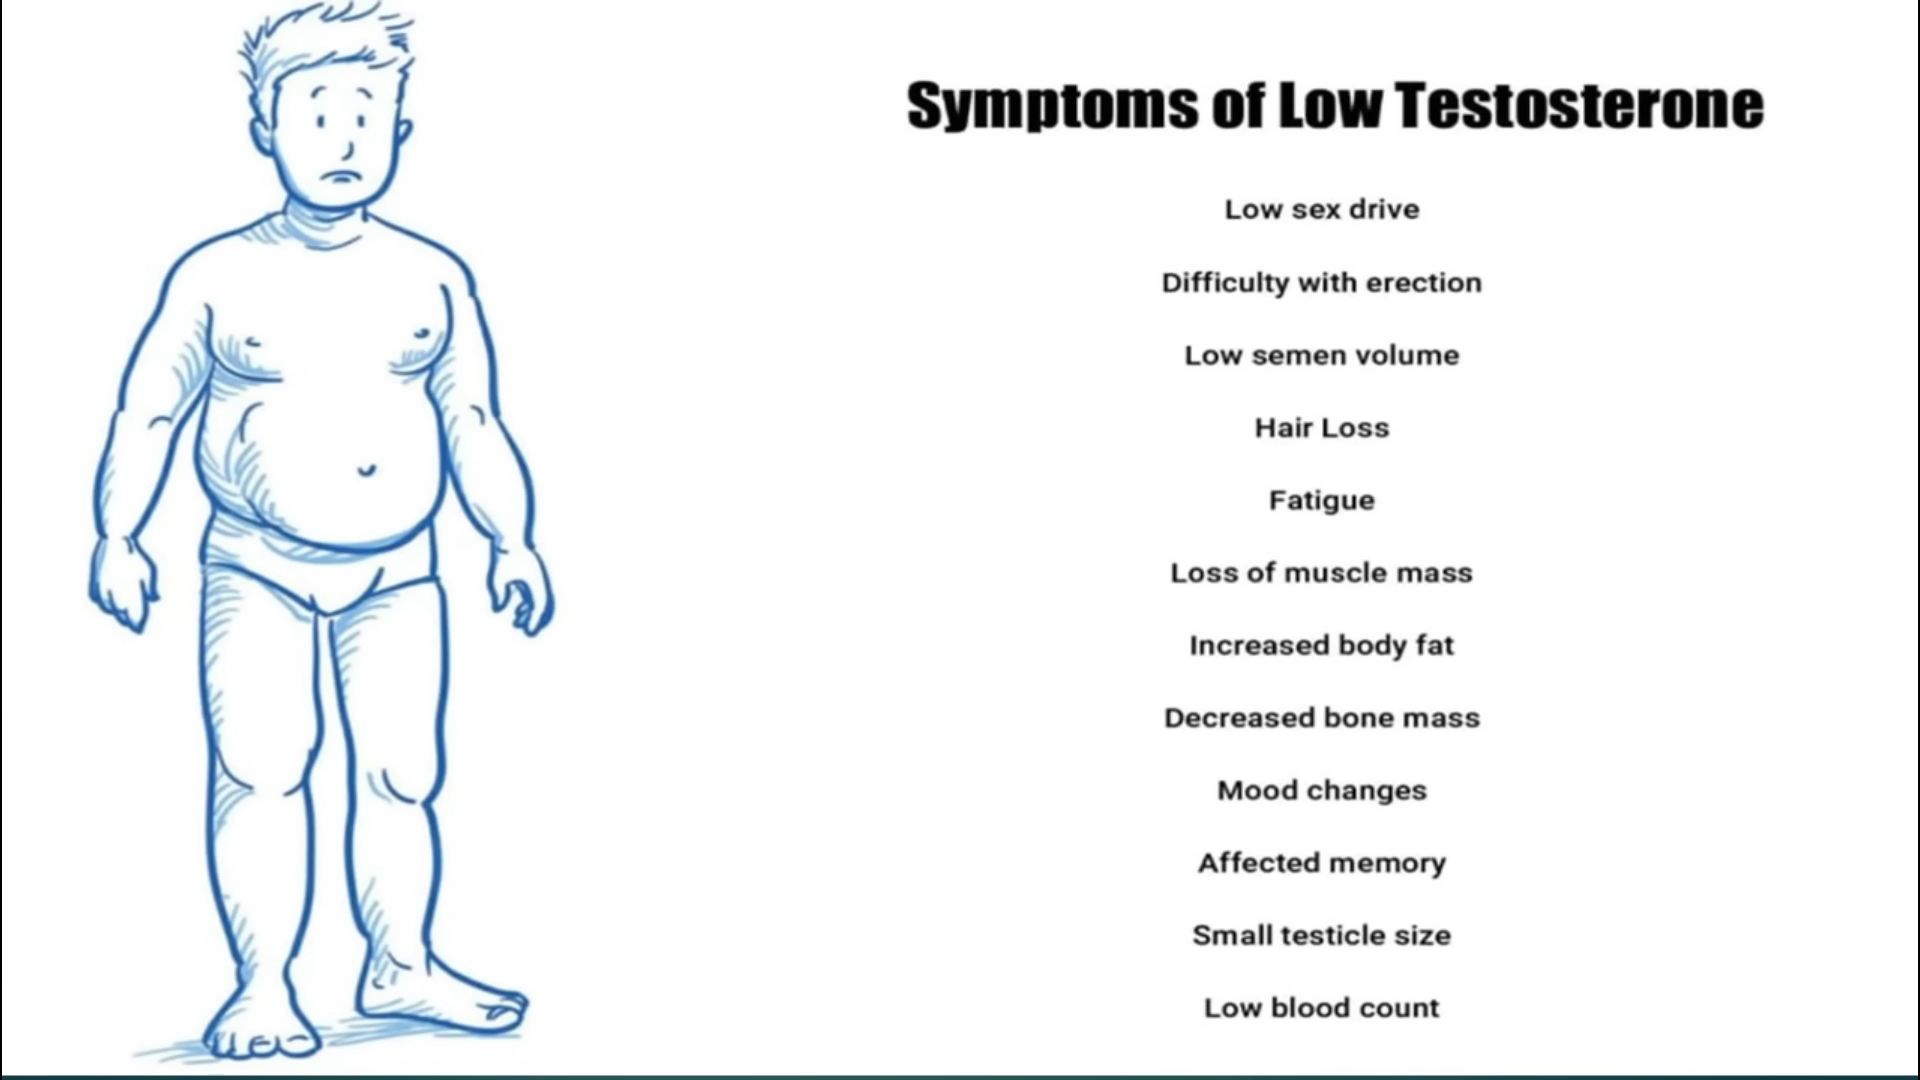 Symptoms of Low Testosterone
Low sex drive
Difficulty with erection
Low semen volume
Hair Loss
Fatigue
Loss of muscle mass
Increased body fat
Decreased bone mass
Mood changes
Affected memory
Small testicle size
Low blood count